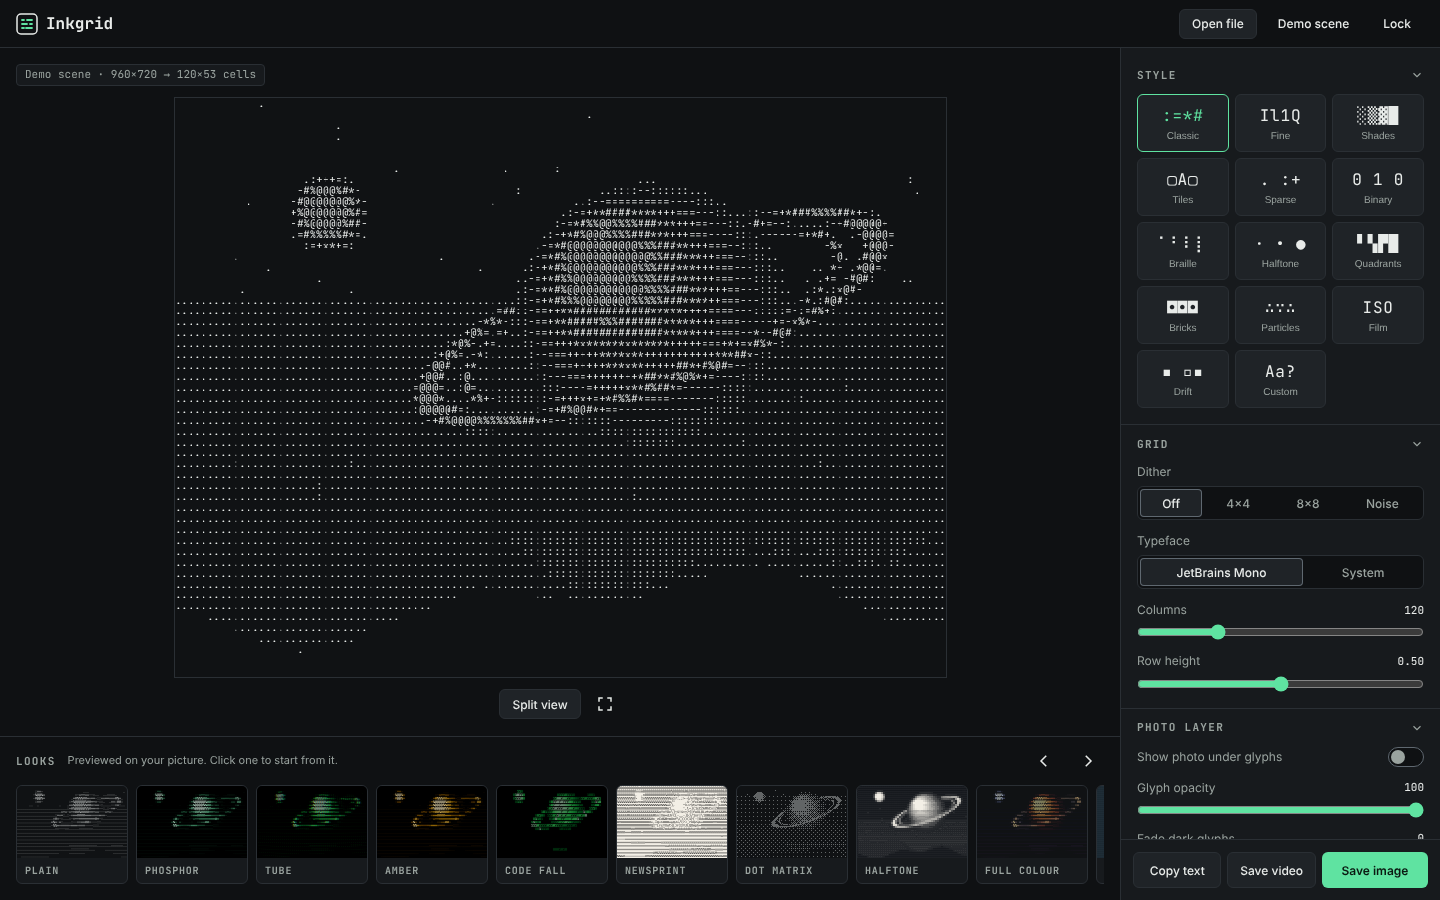 Inkgrid
Open file
Demo scene
Lock
Demo scene · 960×720 → 120×53 cells
Split view
LOOKS
Previewed on your picture. Click one to start from it.
PLAIN
PHOSPHOR
TUBE
AMBER
CODE FALL
NEWSPRINT
DOT MATRIX
HALFTONE
FULL COLOUR
STYLE
:=*#
Il1Q
░▒▓█
Classic
Fine
Shades
▢A▢
. :+
0 1 0
Tiles
Sparse
Binary
Braille
Halftone
Quadrants
ISO
Bricks
Particles
Film
Aa?
Drift
Custom
GRID
Dither
Off
4×4
8×8
Noise
Typeface
JetBrains Mono
System
Columns
120
Row height
0.50
PHOTO LAYER
Show photo under glyphs
Glyph opacity
100
Fade dark glyphs
0
Copy text
Save video
Save image